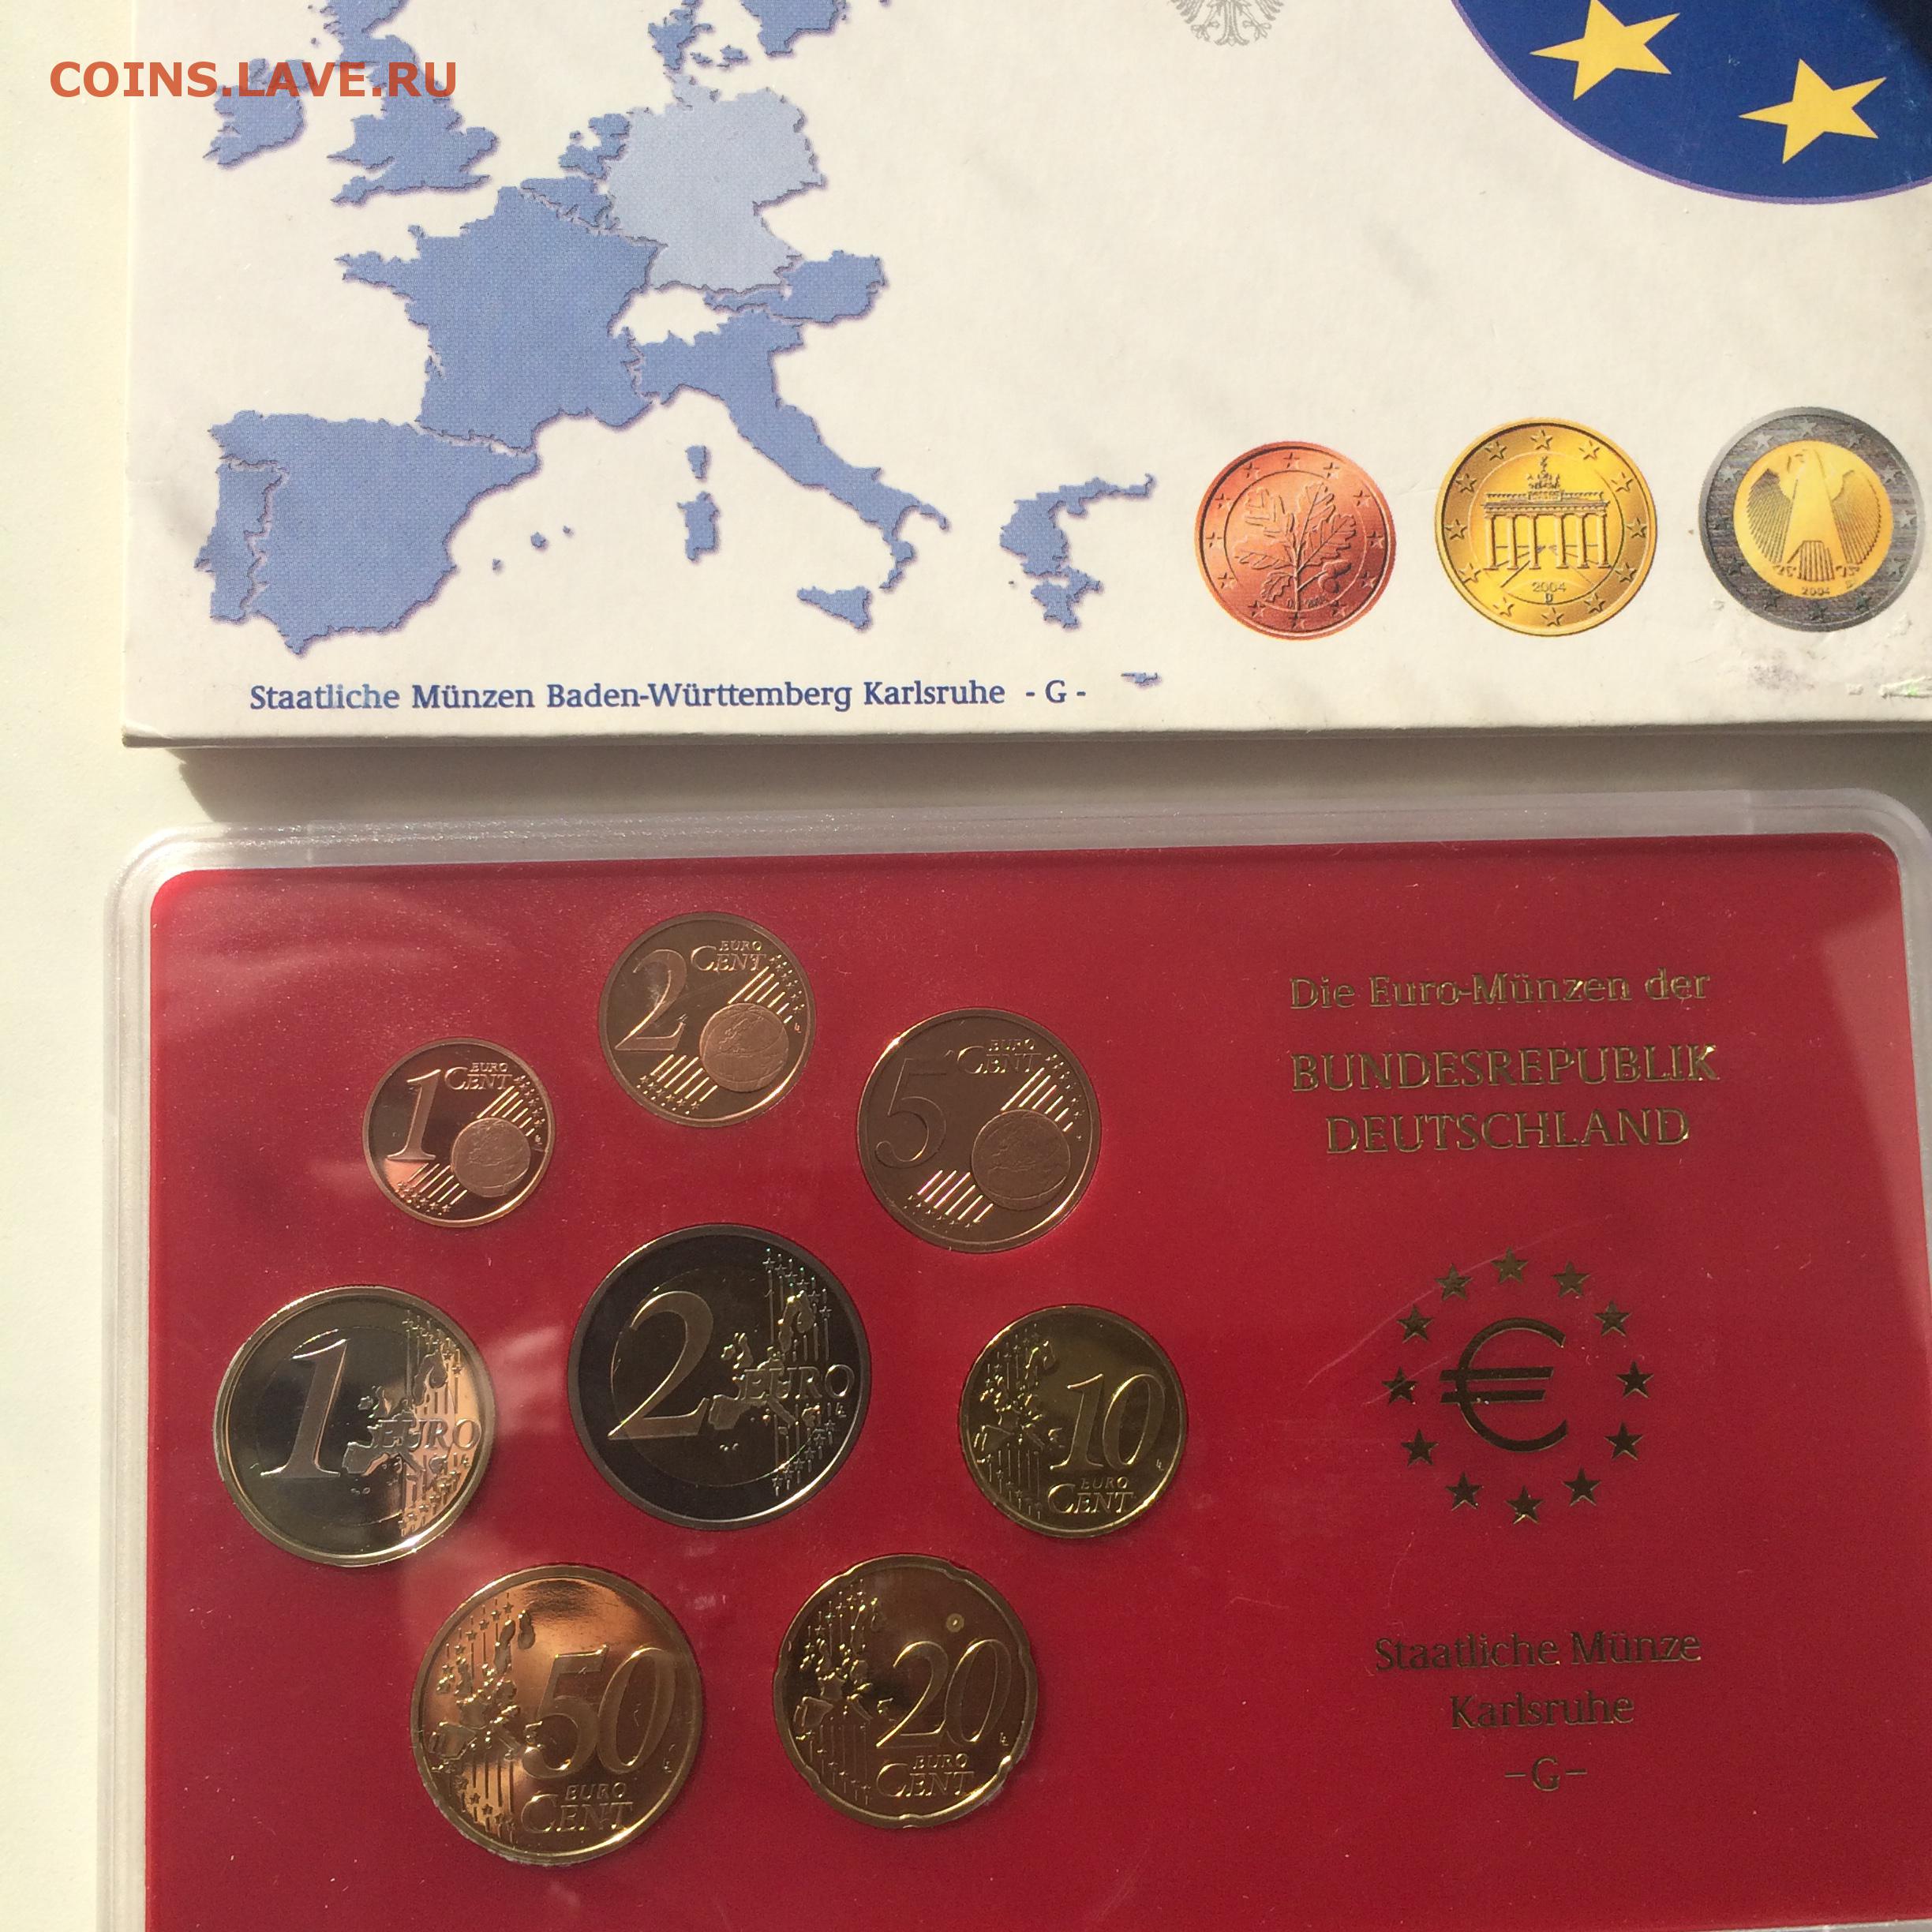 COINS.LAVE.RU
2004
D
2004
Staatliche Münzen Baden-Württemberg Karlsruhe - G -
Die Euro-Münzen der
BUNDESREPUBLIK
DEUTSCHLAND
2 EURO
CENT
1 EURO
CENT
5 EURO
CENT
1 EURO
2 EURO
10
EURO
CENT
€
50
EURO
CENT
20
EURO
CENT
Staatliche Münze
Karlsruhe
-G-